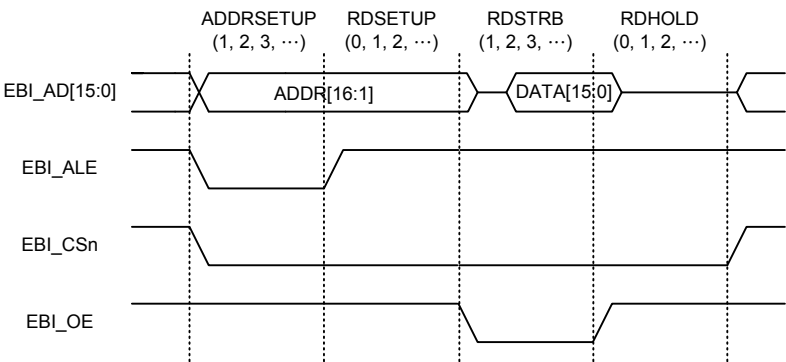 ADDRSETUP RDSETUP RDSTRB RDHOLD
(1, 2, 3, ⋯) (0, 1, 2, ⋯) (1, 2, 3, ⋯) (0, 1, 2, ⋯)
EBI_AD[15:0] ADDR[16:1] DATA[15:0]
EBI_ALE
EBI_CSn
EBI_OE